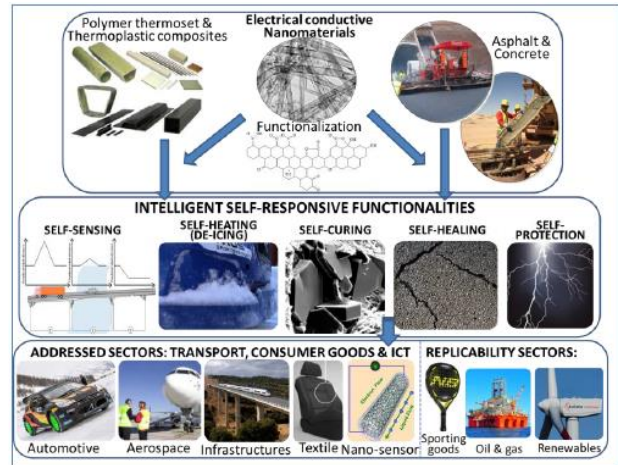 Polymer thermoset &
Thermoplastic composites
Electrical conductive
Nanomaterials
Asphalt &
Concrete
Functionalization
INTELLIGENT SELF-RESPONSIVE FUNCTIONALITIES
SELF-SENSING
SELF-HEATING
(DE-ICING)
SELF-CURING
SELF-HEALING
SELF-
PROTECTION
ADDRESSED SECTORS: TRANSPORT, CONSUMER GOODS & ICT
REPLICABILITY SECTORS:
Automotive
Aerospace
Infrastructures
Textile
Nano-sensor
Sporting
goods
Oil & gas
Renewables